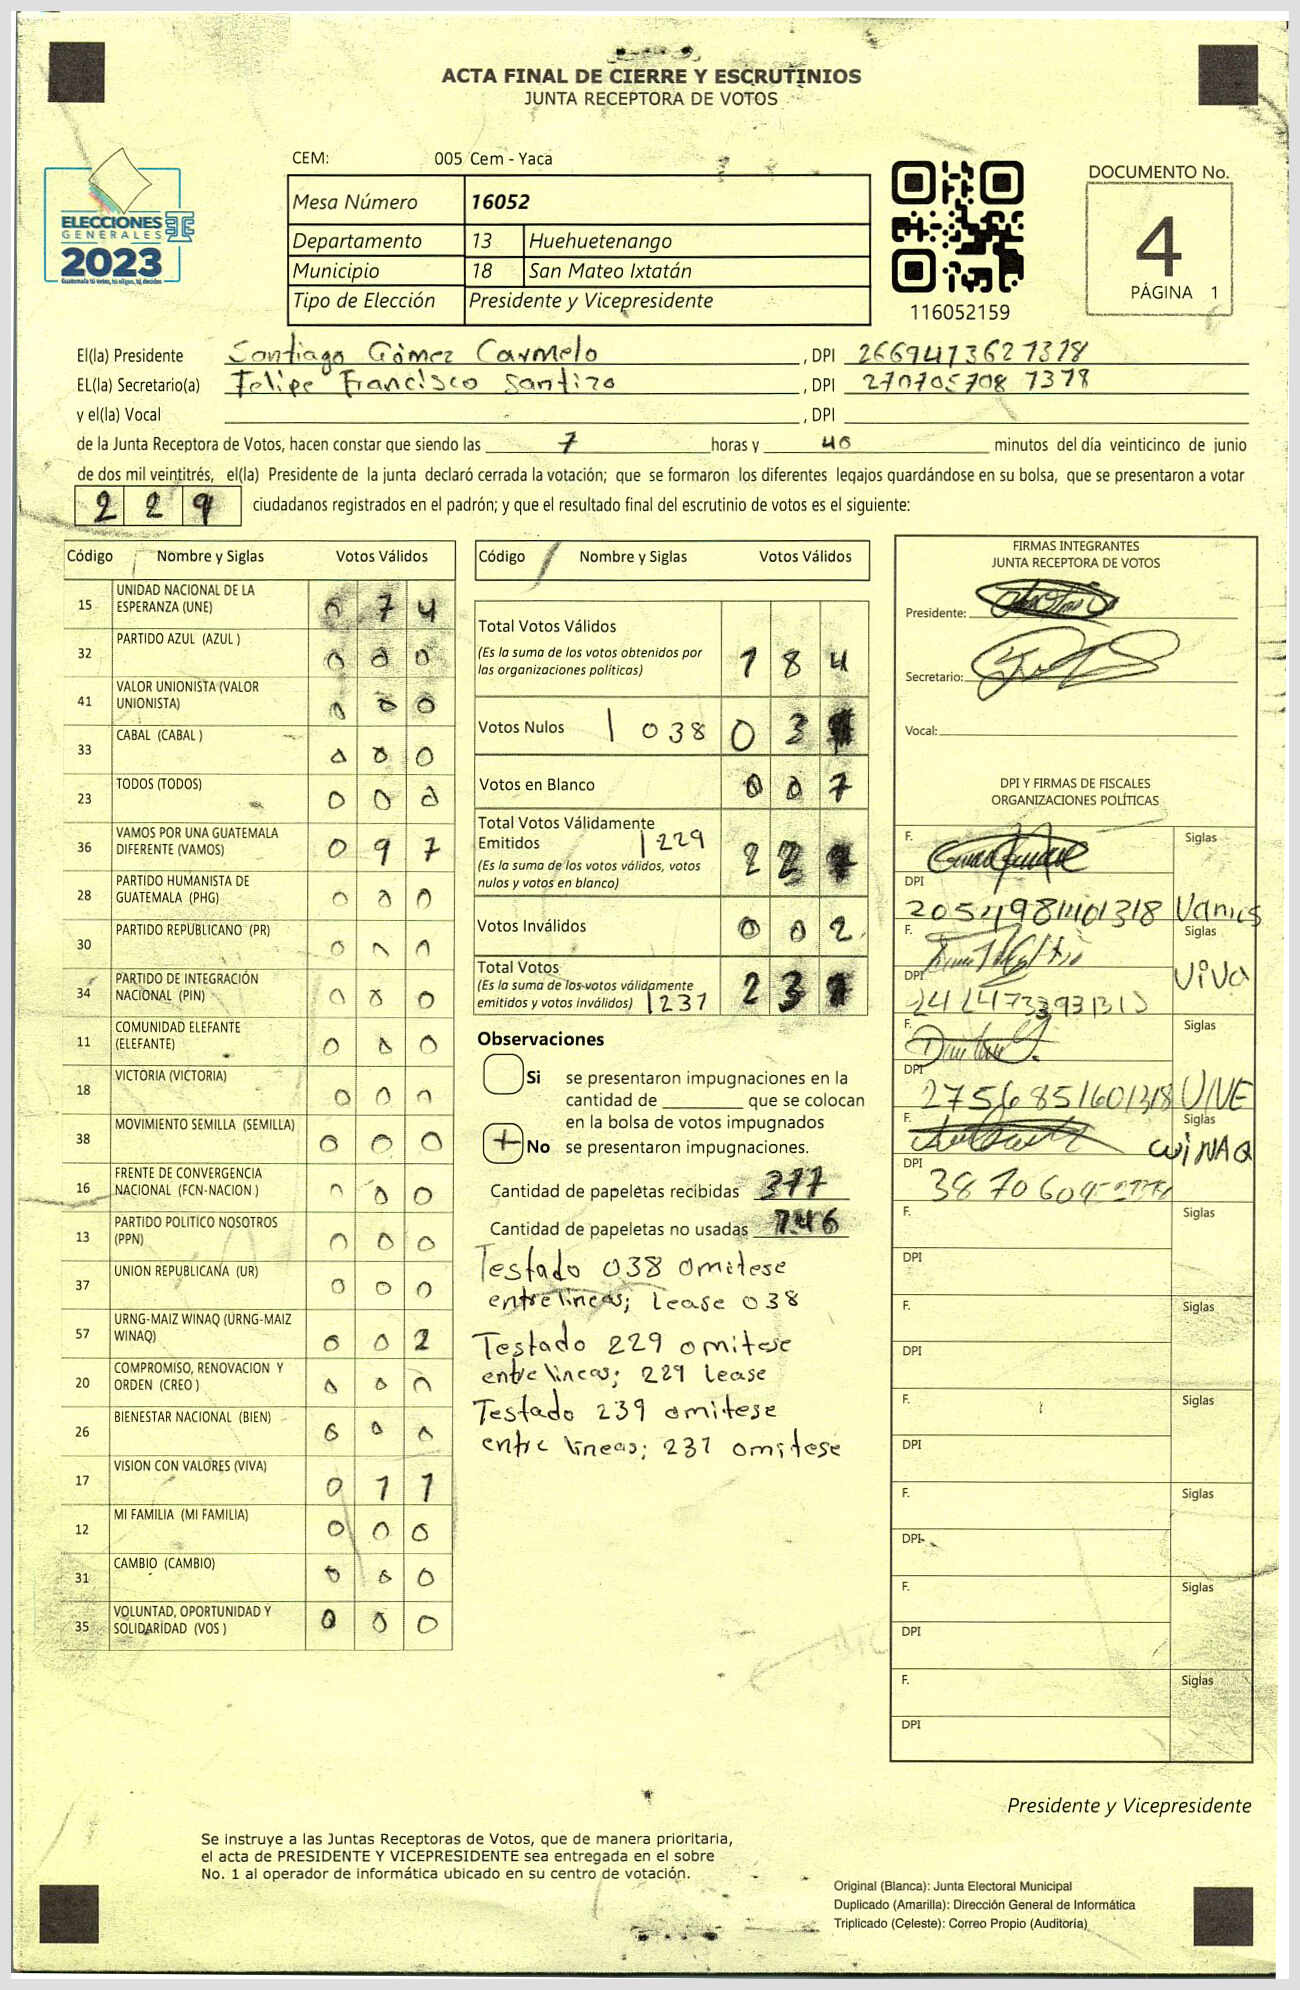 ACTA FINAL DE CIERRE Y ESCRUTINIOS
JUNTA RECEPTORA DE VOTOS
CEM: 005 Cem - Yaca
ELECCIONES
GENERALES
2023
Guatemala tú votas, tú eliges, tú decides
Mesa Número 16052
Departamento 13 Huehuetenango
Municipio 18 San Mateo Ixtatán
Tipo de Elección Presidente y Vicepresidente
116052159
DOCUMENTO No.
4
PÁGINA 1
El(la) Presidente Santiago Gómez Carmelo , DPI 2669473627318
EL(la) Secretario(a) Felipe Francisco Santizo , DPI
y el(la) Vocal , DPI
de la Junta Receptora de Votos, hacen constar que siendo las 7 horas y 40 minutos del día veinticinco de junio
de dos mil veintitrés, el(la) Presidente de la junta declaró cerrada la votación; que se formaron los diferentes legajos guardándose en su bolsa, que se presentaron a votar
229 ciudadanos registrados en el padrón; y que el resultado final del escrutinio de votos es el siguiente:
Código Nombre y Siglas Votos Válidos
15 UNIDAD NACIONAL DE LA ESPERANZA (UNE) 0 7 4
32 PARTIDO AZUL (AZUL ) 0 0 0
41 VALOR UNIONISTA (VALOR UNIONISTA) 0 0 0
33 CABAL (CABAL ) 0 0 0
23 TODOS (TODOS) 0 0 0
36 VAMOS POR UNA GUATEMALA DIFERENTE (VAMOS) 0 9 7
28 PARTIDO HUMANISTA DE GUATEMALA (PHG) 0 0 0
30 PARTIDO REPUBLICANO (PR) 0 0 0
34 PARTIDO DE INTEGRACIÓN NACIONAL (PIN) 0 0 0
11 COMUNIDAD ELEFANTE (ELEFANTE) 0 0 0
18 VICTORIA (VICTORIA) 0 0 0
38 MOVIMIENTO SEMILLA (SEMILLA) 0 0 0
16 FRENTE DE CONVERGENCIA NACIONAL (FCN-NACION ) 0 0 0
13 PARTIDO POLITICO NOSOTROS (PPN) 0 0 0
37 UNION REPUBLICANA (UR) 0 0 0
57 URNG-MAIZ WINAQ (URNG-MAIZ WINAQ) 0 0 2
20 COMPROMISO, RENOVACION Y ORDEN (CREO ) 0 0 0
26 BIENESTAR NACIONAL (BIEN) 0 0 0
17 VISION CON VALORES (VIVA) 0 1 1
12 MI FAMILIA (MI FAMILIA) 0 0 0
31 CAMBIO (CAMBIO) 0 0 0
35 VOLUNTAD, OPORTUNIDAD Y SOLIDARIDAD (VOS ) 0 0 0
Código Nombre y Siglas Votos Válidos
Total Votos Válidos
(Es la suma de los votos obtenidos por
las organizaciones políticas) 1 8 4
Votos Nulos | 038 0 3
Votos en Blanco 0 0 7
Total Votos Válidamente
Emitidos | 229 2 2
(Es la suma de los votos válidos, votos
nulos y votos en blanco)
Votos Inválidos 0 0 2
Total Votos
(Es la suma de los votos válidamente
emitidos y votos inválidos) | 231 2 3
Observaciones
Si se presentaron impugnaciones en la
cantidad de ________ que se colocan
en la bolsa de votos impugnados
+ No se presentaron impugnaciones.
Cantidad de papeletas recibidas 377
Cantidad de papeletas no usadas 146
Testado 038 omitese
entrelineas; Lease 038
Testado 229 omitese
entre lineas; 229 Lease
Testado 239 omitese
entre lineas; 231 omitese
FIRMAS INTEGRANTES
JUNTA RECEPTORA DE VOTOS
Presidente:
Secretario:
Vocal:
DPI Y FIRMAS DE FISCALES
ORGANIZACIONES POLÍTICAS
F. Siglas
DPI Vamos
F. Siglas
DPI VIVA
F. Siglas
DPI 2756851601318 UNE
F. Siglas
DPI WINAQ
F. Siglas
DPI
F. Siglas
DPI
F. Siglas
DPI
F. Siglas
DPI
F. Siglas
DPI
F. Siglas
DPI
Presidente y Vicepresidente
Se instruye a las Juntas Receptoras de Votos, que de manera prioritaria,
el acta de PRESIDENTE Y VICEPRESIDENTE sea entregada en el sobre
No. 1 al operador de informática ubicado en su centro de votación.
Original (Blanca): Junta Electoral Municipal
Duplicado (Amarilla): Dirección General de Informática
Triplicado (Celeste): Correo Propio (Auditoría)